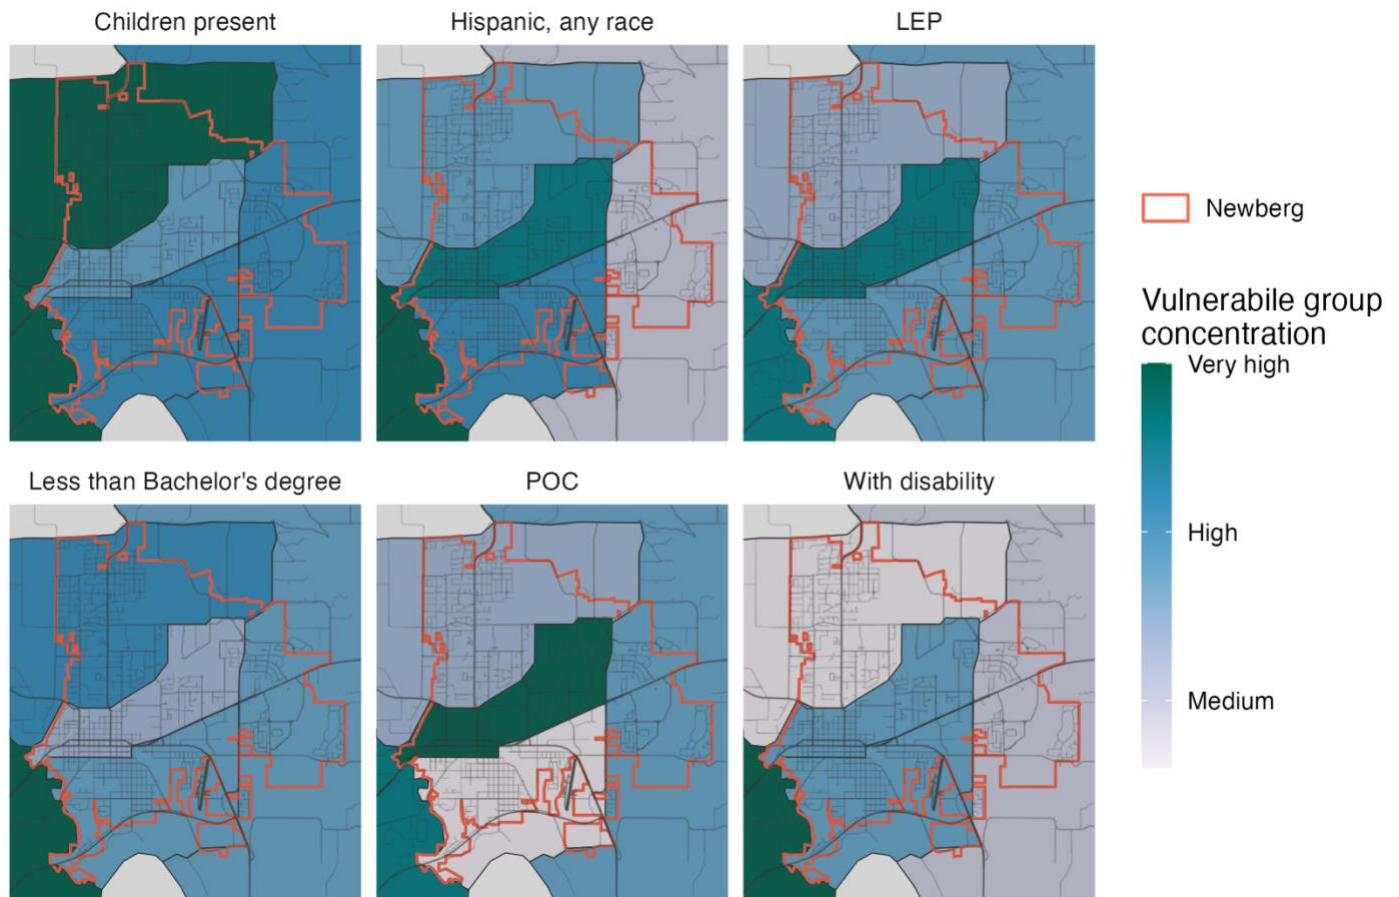 Children present
Hispanic, any race
LEP
Less than Bachelor's degree
POC
With disability
Newberg
Vulnerabile group
concentration
Very high
High
Medium